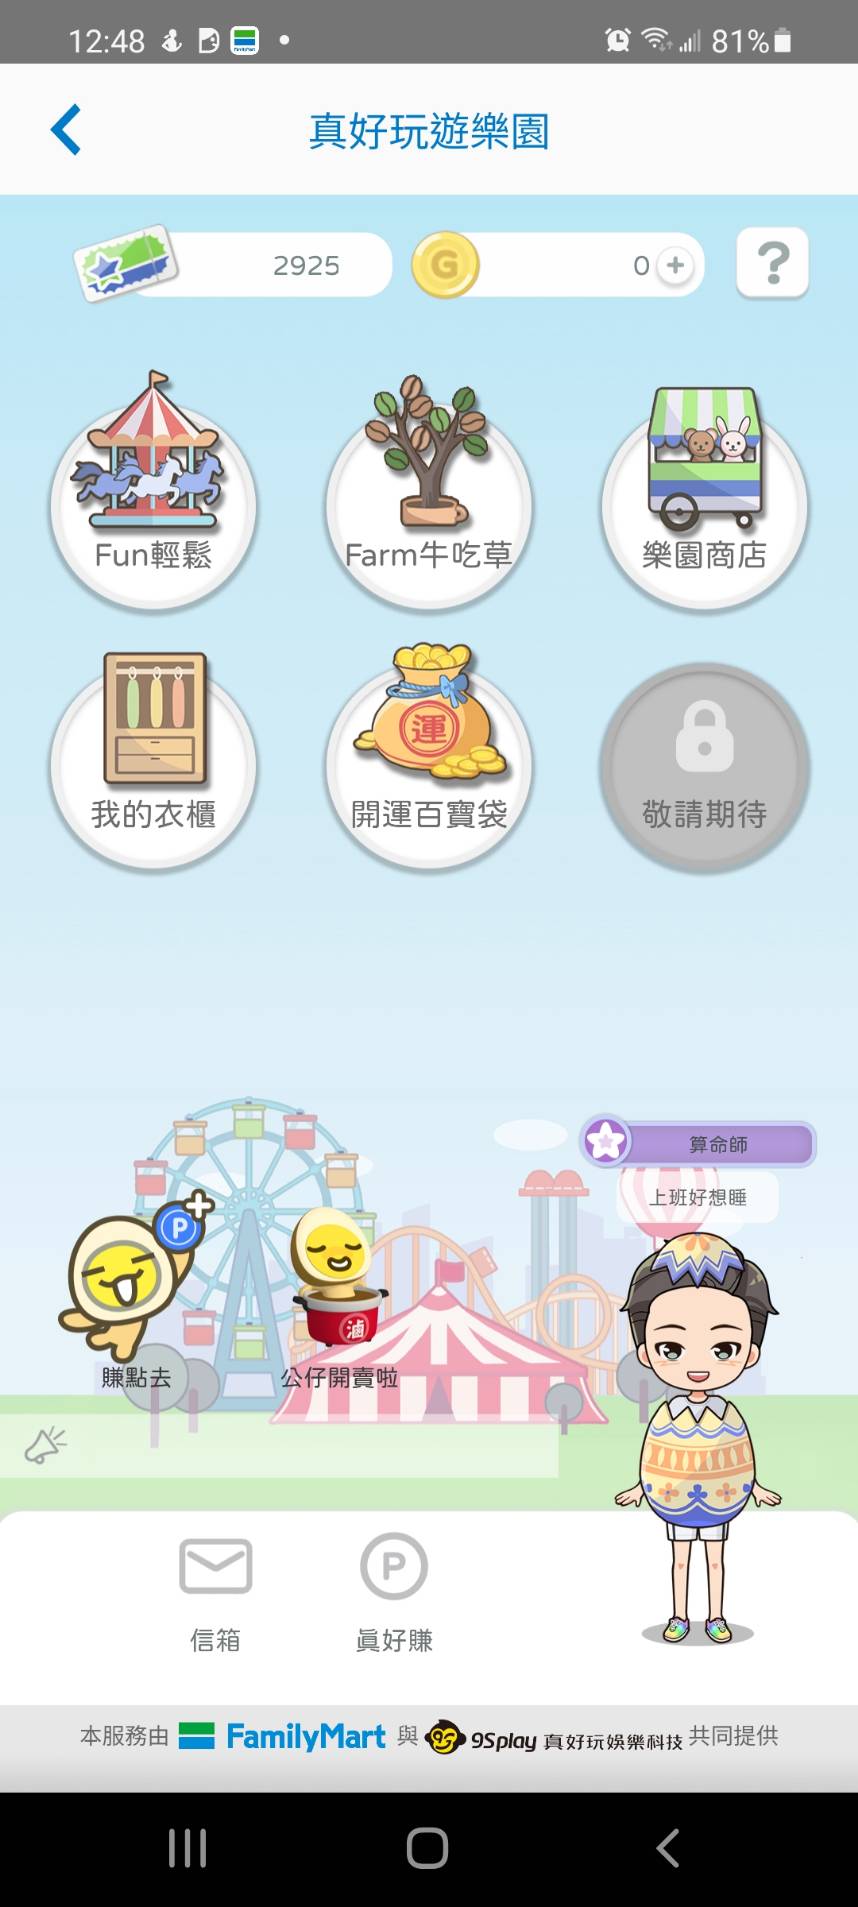 12:48
81%
真好玩遊樂園
2925
G
0 +
?
Fun輕鬆
Farm牛吃草
樂園商店
運
我的衣櫃
開運百寶袋
敬請期待
算命師
上班好想睡
P
滷
賺點去
公仔開賣啦
P
信箱
真好賺
本服務由 FamilyMart 與 9Splay 真好玩娛樂科技 共同提供